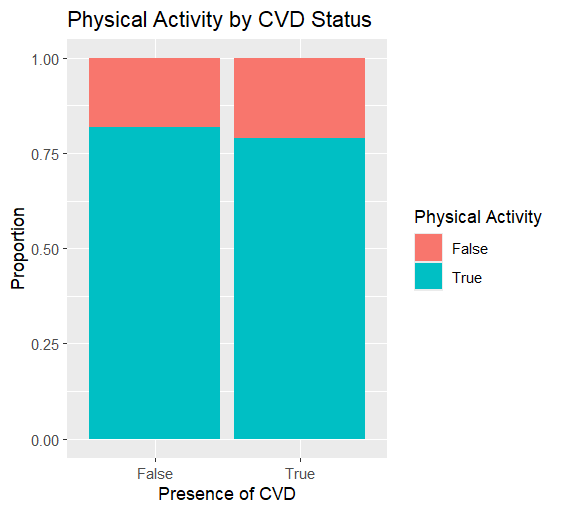 Physical Activity by CVD Status
1.00
0.75
0.50
0.25
0.00
Proportion
False
True
Presence of CVD
Physical Activity
False
True